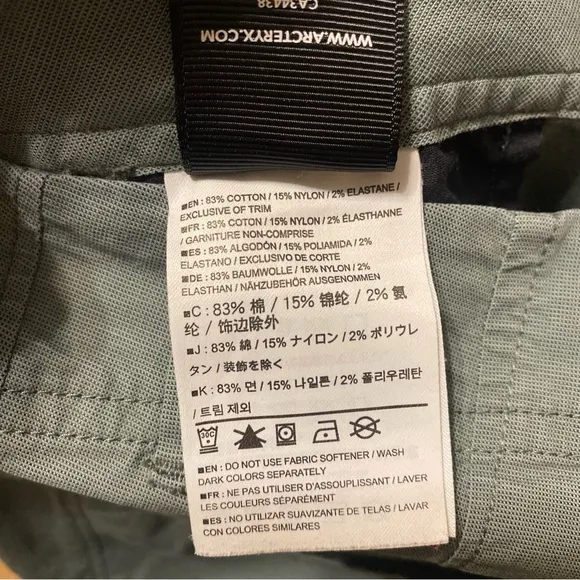 CA34438
WWW.ARCTERYX.COM
EN : 83% COTTON / 15% NYLON / 2% ELASTANE /
EXCLUSIVE OF TRIM
FR : 83% COTON / 15% NYLON / 2% ÉLASTHANNE
/ GARNITURE NON-COMPRISE
ES : 83% ALGODÓN / 15% POLIAMIDA / 2%
ELASTANO / EXCLUSIVO DE CORTE
DE : 83% BAUMWOLLE / 15% NYLON / 2%
ELASTHAN / NÄHZUBEHÖR AUSGENOMMEN
C : 83% 棉 / 15% 锦纶 / 2% 氨
纶 / 饰边除外
J : 83% 綿 / 15% ナイロン / 2% ポリウレ
タン / 装飾を除く
K : 83% 면 / 15% 나일론 / 2% 폴리우레탄
/ 트림 제외
30C
EN : DO NOT USE FABRIC SOFTENER / WASH
DARK COLORS SEPARATELY
FR : NE PAS UTILISER D'ASSOUPLISSANT / LAVER
LES COULEURS SÉPARÉMENT
ES : NO UTILIZAR SUAVIZANTE DE TELAS / LAVAR
CON COLORES SIMILARES